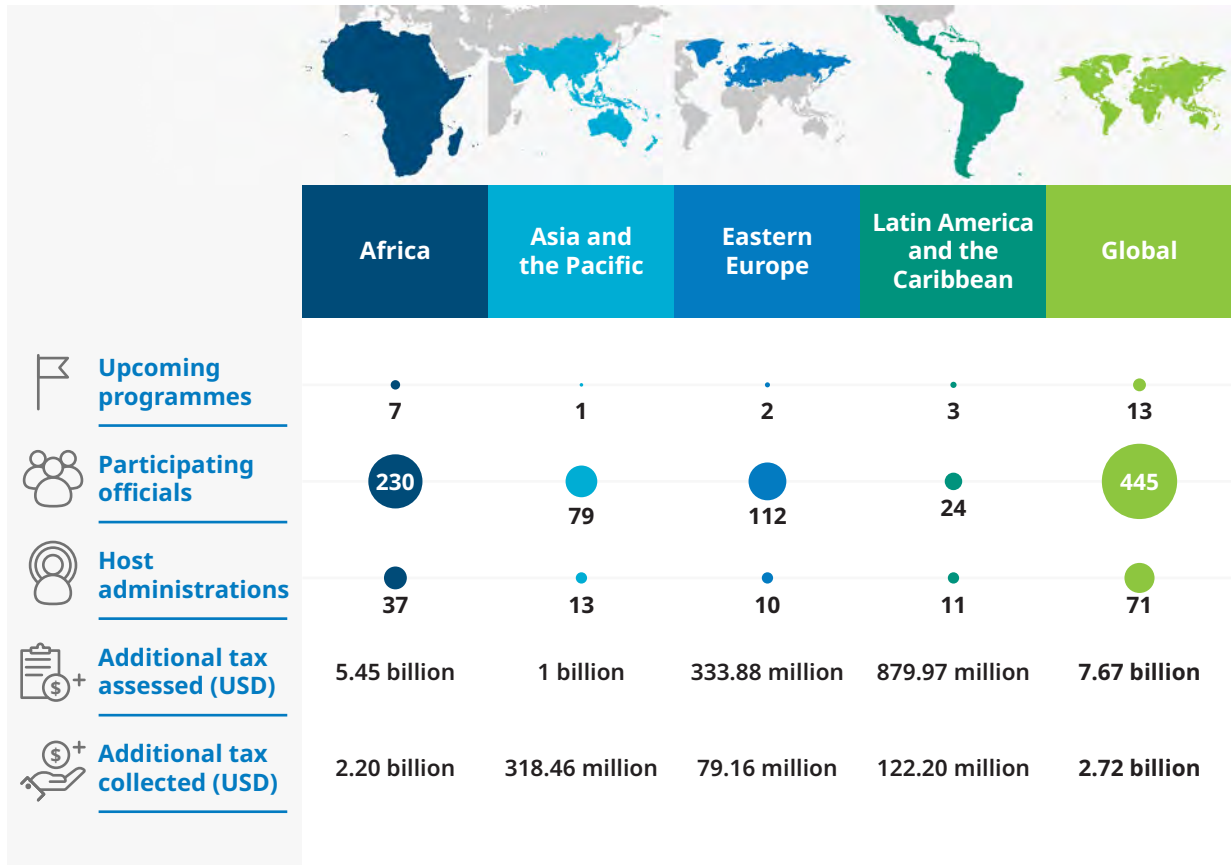 Africa
Asia and
the Pacific
Eastern
Europe
Latin America
and the
Caribbean
Global
Upcoming
programmes
7
1
2
3
13
Participating
officials
230
79
112
24
445
Host
administrations
37
13
10
11
71
Additional tax
assessed (USD)
$+
5.45 billion
1 billion
333.88 million
879.97 million
7.67 billion
Additional tax
collected (USD)
$+
2.20 billion
318.46 million
79.16 million
122.20 million
2.72 billion